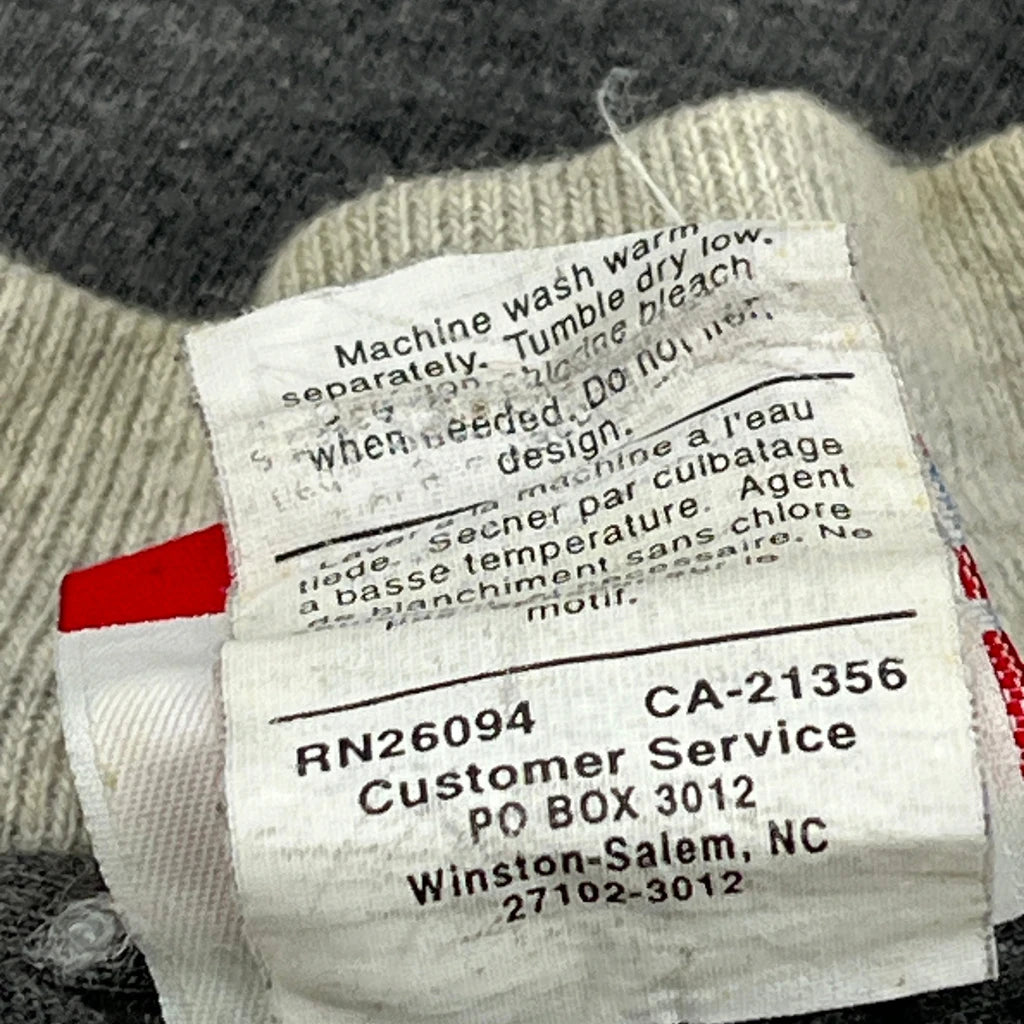 Machine wash warm
separately. Tumble dry low.
bleach
when needed. Do not
design.
machine a l'eau
tiede. Secher par culbatage
a basse temperature. Agent
de blanchiment sans chlore
Ne
motif.
RN26094 CA-21356
Customer Service
PO BOX 3012
Winston-Salem, NC
27102-3012